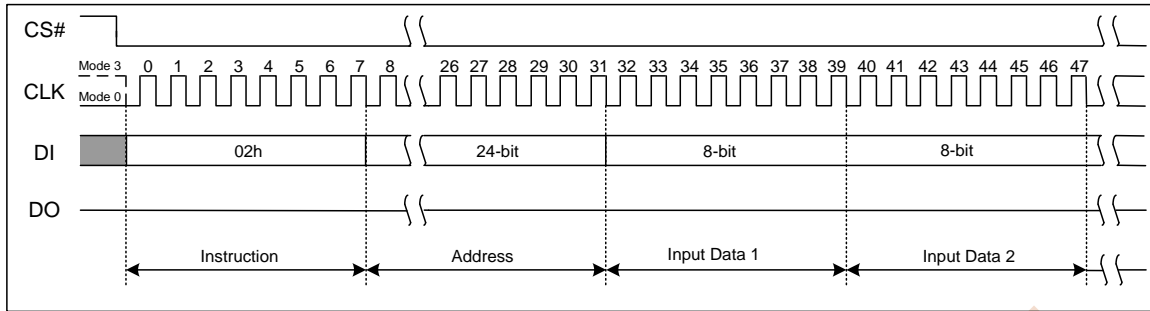 CS#
Mode 3 0 1 2 3 4 5 6 7 8 26 27 28 29 30 31 32 33 34 35 36 37 38 39 40 41 42 43 44 45 46 47
CLK
Mode 0
DI 02h 24-bit 8-bit 8-bit
DO
Instruction Address Input Data 1 Input Data 2